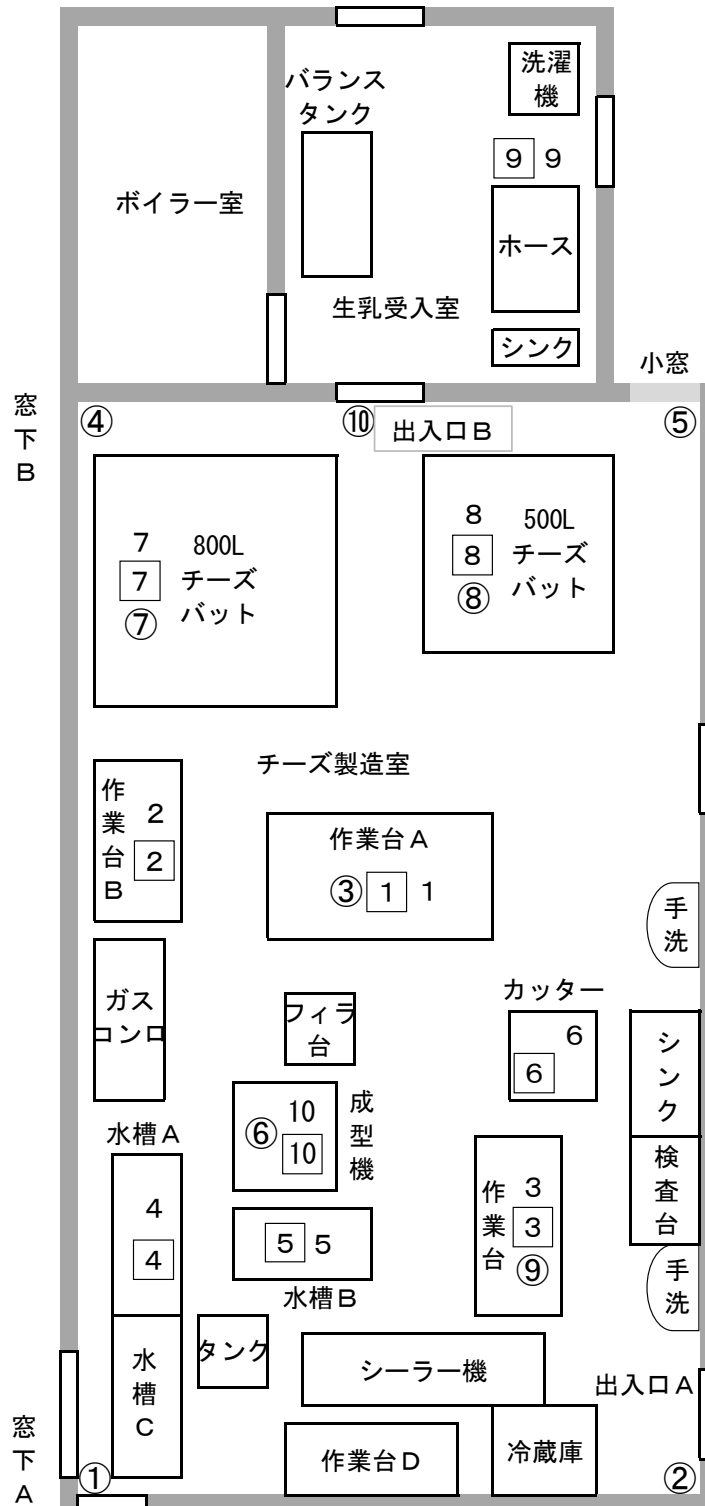 洗濯
機
バランス
タンク
9 9
ボイラー室
ホース
生乳受入室
シンク
小窓
窓
下
B
④
⑩
出入口B
⑤
7
7
⑦
800L
チーズ
バット
8
8
⑧
500L
チーズ
バット
チーズ製造室
作
業
台
B
2
2
作業台A
③ 1 1
手
洗
ガス
コンロ
フィラ
台
カッター
6
6
シ
ン
ク
水槽A
⑥
10
10
成
型
機
4
4
作
業
台
3
3
⑨
検
査
台
5 5
水槽B
手
洗
タンク
シーラー機
出入口A
水
槽
C
作業台D
冷蔵庫
窓
下
A
①
②